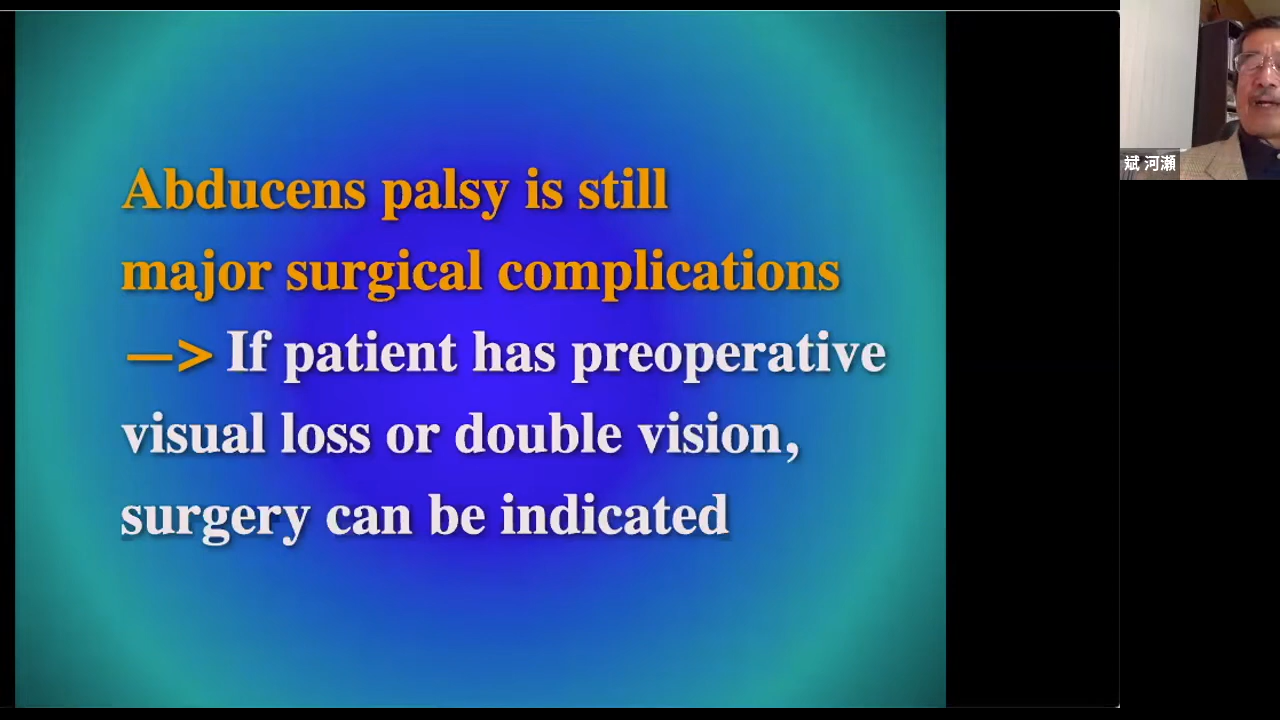 Abducens palsy is still
major surgical complications
—> If patient has preoperative
visual loss or double vision,
surgery can be indicated
斌 河瀬